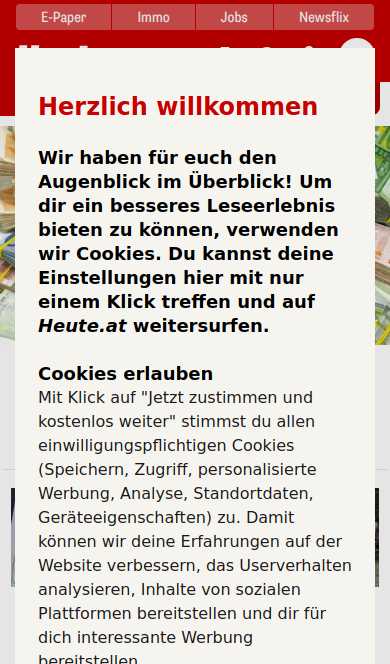 E-Paper Immo Jobs Newsflix
Herzlich willkommen
Wir haben für euch den
Augenblick im Überblick! Um
dir ein besseres Leseerlebnis
bieten zu können, verwenden
wir Cookies. Du kannst deine
Einstellungen hier mit nur
einem Klick treffen und auf
Heute.at weitersurfen.
Cookies erlauben
Mit Klick auf "Jetzt zustimmen und
kostenlos weiter" stimmst du allen
einwilligungspflichtigen Cookies
(Speichern, Zugriff, personalisierte
Werbung, Analyse, Standortdaten,
Geräteeigenschaften) zu. Damit
können wir deine Erfahrungen auf der
Website verbessern, das Userverhalten
analysieren, Inhalte von sozialen
Plattformen bereitstellen und dir für
dich interessante Werbung
bereitstellen